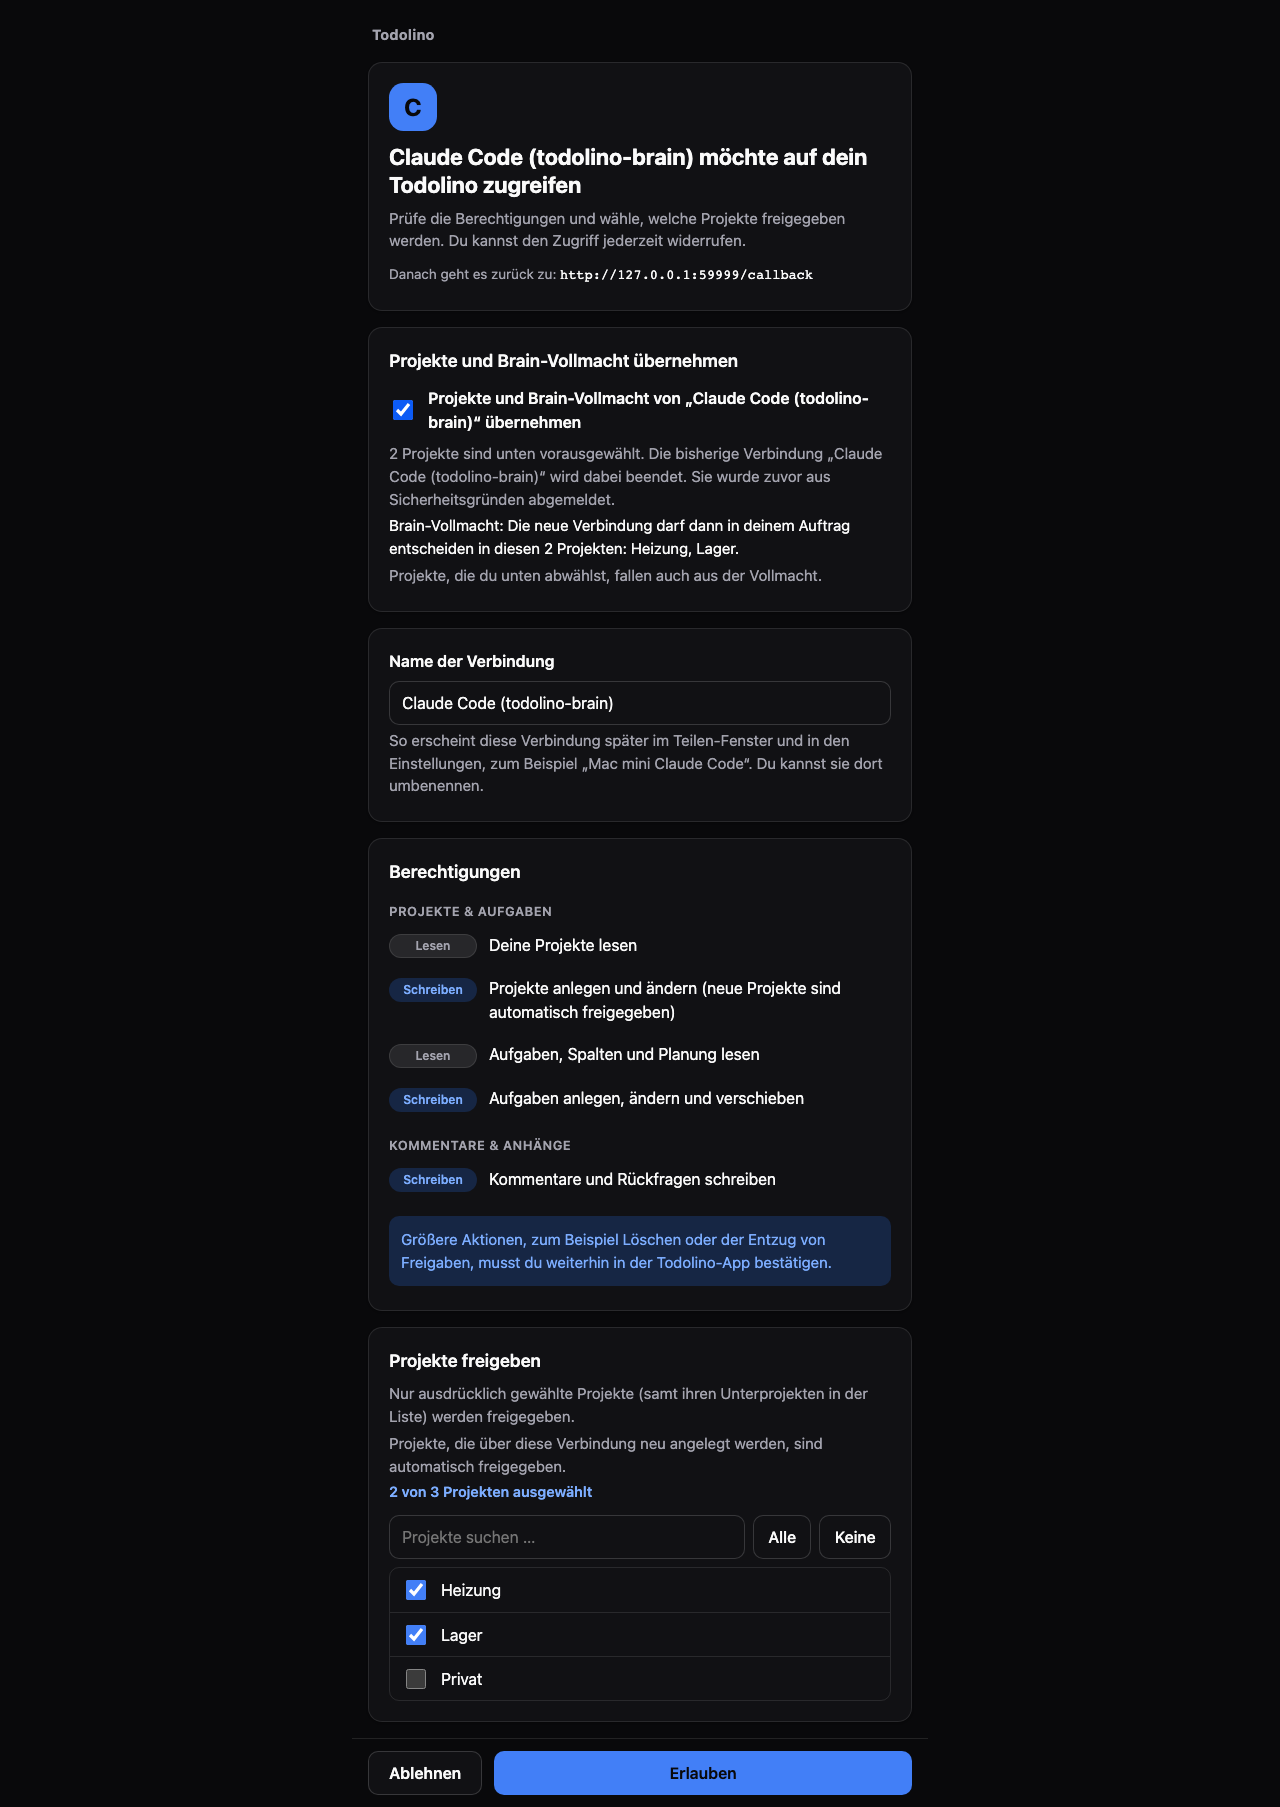 Todolino
C
Claude Code (todolino-brain) möchte auf dein
Todolino zugreifen
Prüfe die Berechtigungen und wähle, welche Projekte freigegeben
werden. Du kannst den Zugriff jederzeit widerrufen.
Danach geht es zurück zu: http://127.0.0.1:59999/callback
Projekte und Brain-Vollmacht übernehmen
Projekte und Brain-Vollmacht von „Claude Code (todolino-
brain)“ übernehmen
2 Projekte sind unten vorausgewählt. Die bisherige Verbindung „Claude
Code (todolino-brain)“ wird dabei beendet. Sie wurde zuvor aus
Sicherheitsgründen abgemeldet.
Brain-Vollmacht: Die neue Verbindung darf dann in deinem Auftrag
entscheiden in diesen 2 Projekten: Heizung, Lager.
Projekte, die du unten abwählst, fallen auch aus der Vollmacht.
Name der Verbindung
Claude Code (todolino-brain)
So erscheint diese Verbindung später im Teilen-Fenster und in den
Einstellungen, zum Beispiel „Mac mini Claude Code“. Du kannst sie dort
umbenennen.
Berechtigungen
PROJEKTE & AUFGABEN
Lesen Deine Projekte lesen
Schreiben Projekte anlegen und ändern (neue Projekte sind
automatisch freigegeben)
Lesen Aufgaben, Spalten und Planung lesen
Schreiben Aufgaben anlegen, ändern und verschieben
KOMMENTARE & ANHÄNGE
Schreiben Kommentare und Rückfragen schreiben
Größere Aktionen, zum Beispiel Löschen oder der Entzug von
Freigaben, musst du weiterhin in der Todolino-App bestätigen.
Projekte freigeben
Nur ausdrücklich gewählte Projekte (samt ihren Unterprojekten in der
Liste) werden freigegeben.
Projekte, die über diese Verbindung neu angelegt werden, sind
automatisch freigegeben.
2 von 3 Projekten ausgewählt
Projekte suchen … Alle Keine
Heizung
Lager
Privat
Ablehnen Erlauben